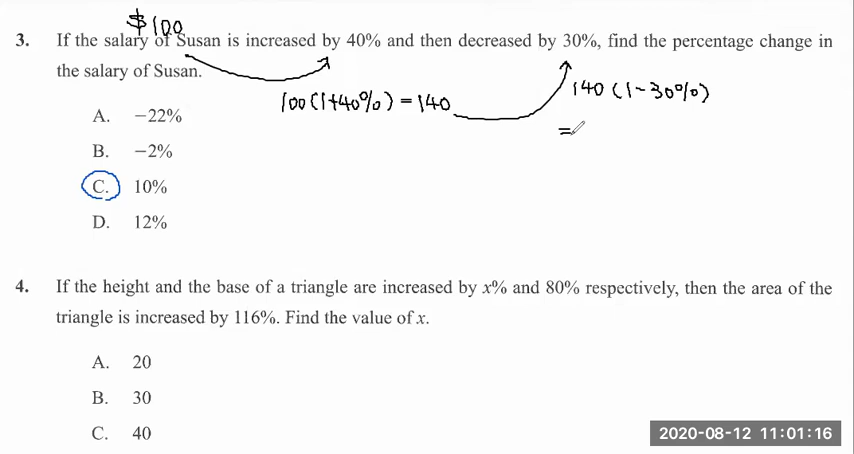 $100
3. If the salary of Susan is increased by 40% and then decreased by 30%, find the percentage change in
the salary of Susan.
100(1+40%) = 140
140(1-30%)
=
A. −22%
B. −2%
C. 10%
D. 12%
4. If the height and the base of a triangle are increased by x% and 80% respectively, then the area of the
triangle is increased by 116%. Find the value of x.
A. 20
B. 30
C. 40
2020-08-12 11:01:16